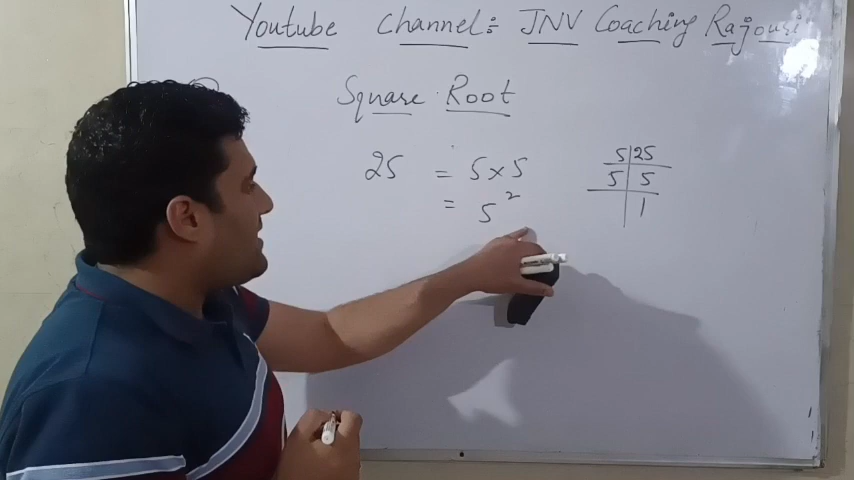 Youtube Channel:- JNV Coaching Rajouri
Square Root
25 = 5×5
= 5²
5|25
5|5
|1